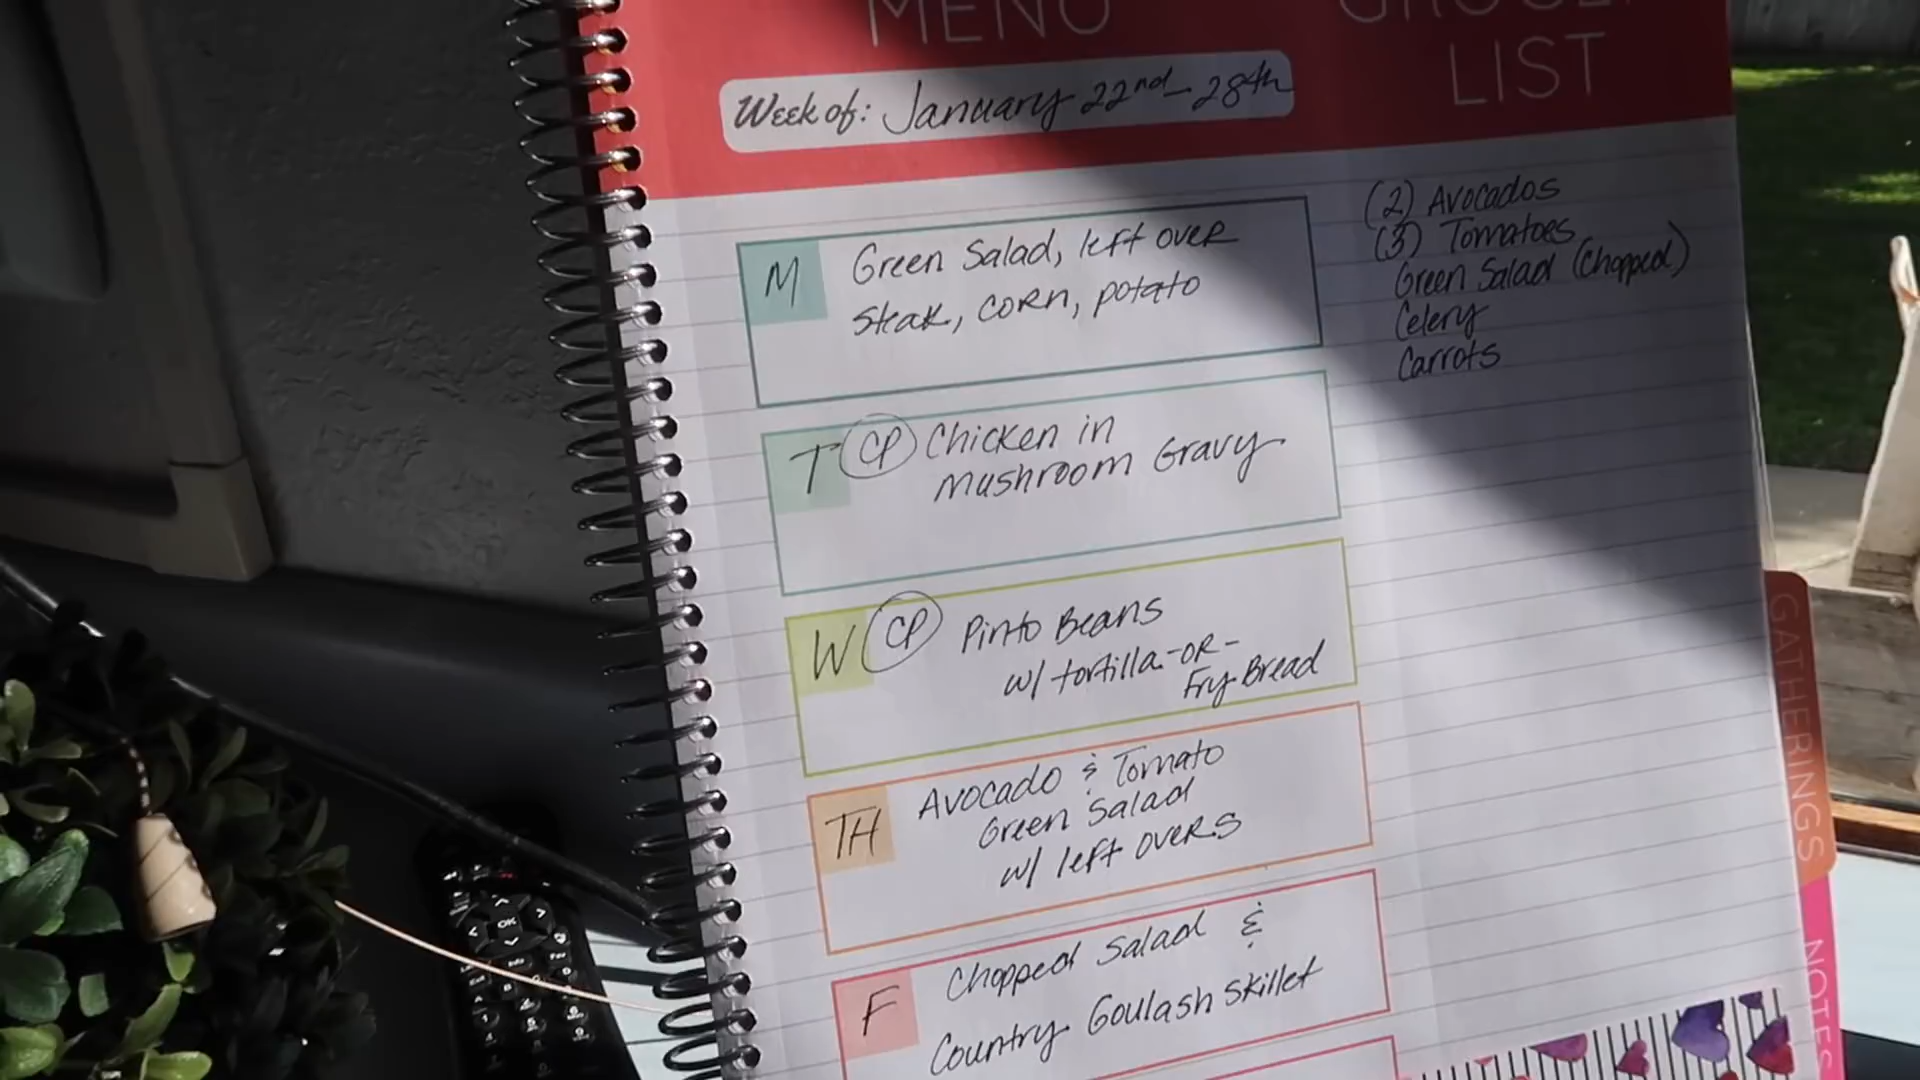 MENU
Week of: January 22nd - 28th
M Green Salad, left over
steak, corn, potato
T CP Chicken in
Mushroom Gravy
W CP Pinto Beans
w/ tortilla -OR-
Fry Bread
TH Avocado & Tomato
Green Salad
w/ left overs
F Chopped Salad &
Country Goulash Skillet
LIST
(2) Avocados
(3) Tomatoes
Green Salad (Chopped)
Celery
Carrots
GATHERINGS
NOTES
OK